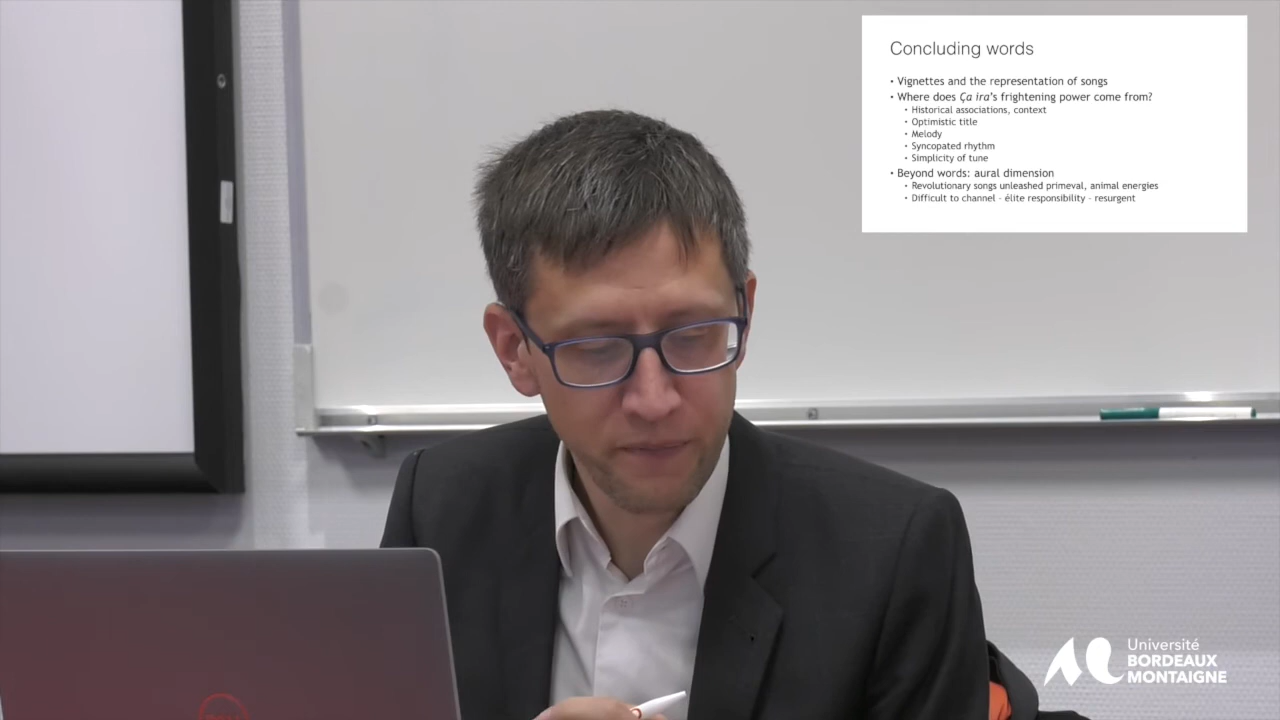 Concluding words
• Vignettes and the representation of songs
• Where does Ça ira's frightening power come from?
• Historical associations, context
• Optimistic title
• Melody
• Syncopated rhythm
• Simplicity of tune
• Beyond words: aural dimension
• Revolutionary songs unleashed primeval, animal energies
• Difficult to channel – élite responsibility – resurgent
Université
BORDEAUX
MONTAIGNE